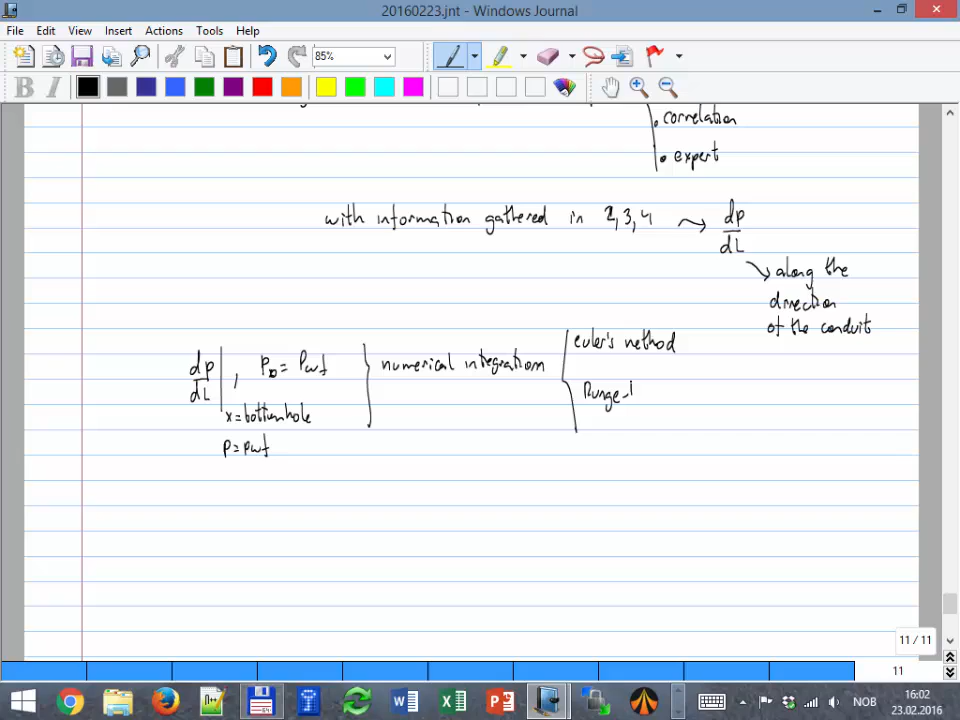 20160223.jnt - Windows Journal
File Edit View Insert Actions Tools Help
85%
• correlation
• expert
with information gathered in 2,3,4 ⤳ dp
dL
along the
direction
of the conduit
dp
dL
, Po = Pwf
x = bottomhole
p = pwf
numerical integration
euler's method
Runge-
11 / 11
11
NOB
16:02
23.02.2016